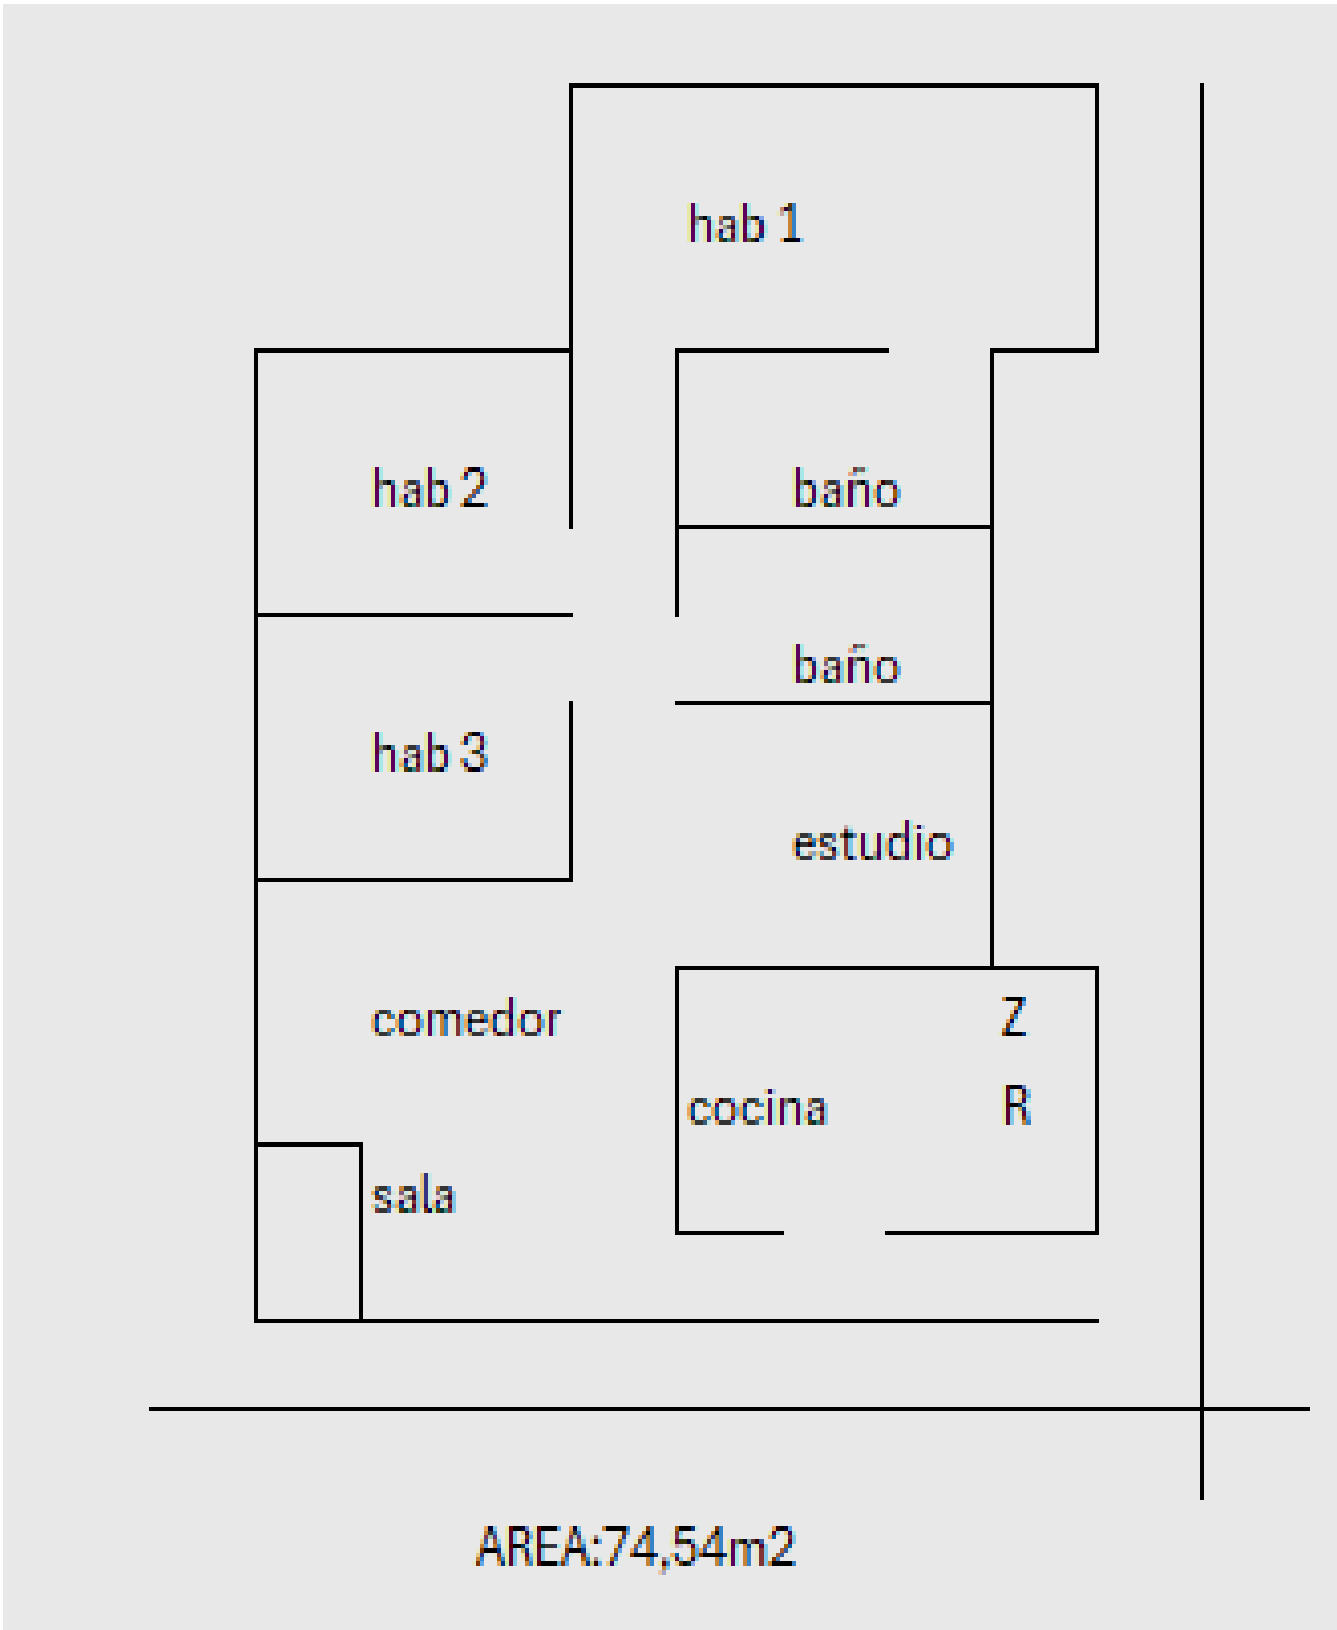 hab 1
hab 2
baño
baño
hab 3
estudio
comedor
Z
cocina
R
sala
AREA:74,54m2